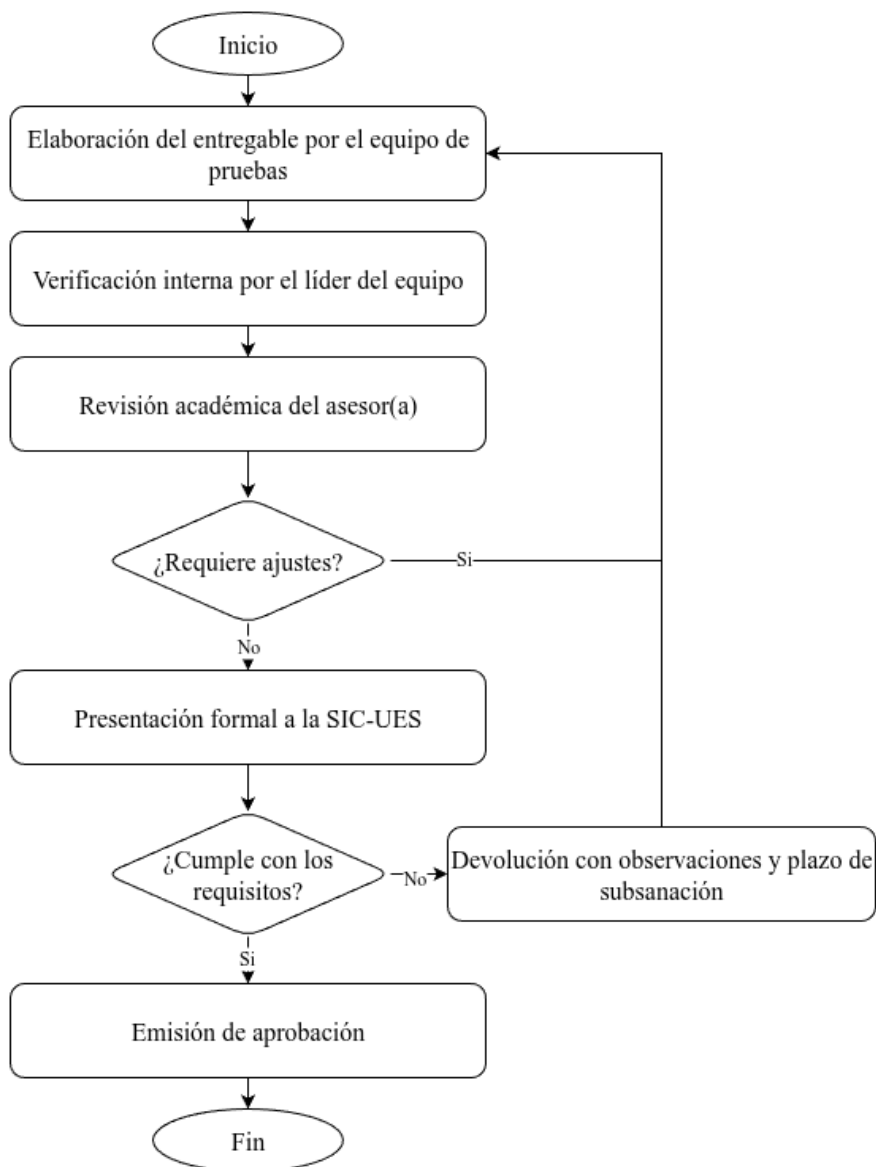 Inicio
Elaboración del entregable por el equipo de
pruebas
Verificación interna por el líder del equipo
Revisión académica del asesor(a)
¿Requiere ajustes?
Si
No
Presentación formal a la SIC-UES
¿Cumple con los
requisitos?
No
Devolución con observaciones y plazo de
subsanación
Si
Emisión de aprobación
Fin